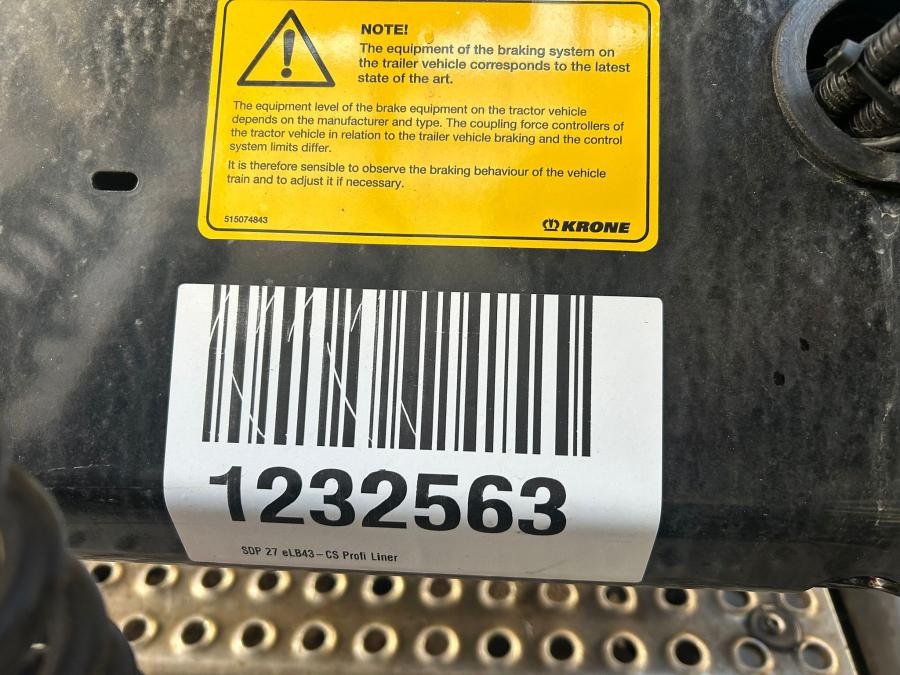 NOTE!
The equipment of the braking system on
the trailer vehicle corresponds to the latest
state of the art.
The equipment level of the brake equipment on the tractor vehicle
depends on the manufacturer and type. The coupling force controllers of
the tractor vehicle in relation to the trailer vehicle braking and the control
system limits differ.
It is therefore sensible to observe the braking behaviour of the vehicle
train and to adjust it if necessary.
515074843
KRONE
1232563
SDP 27 eLB43-CS Profi Liner